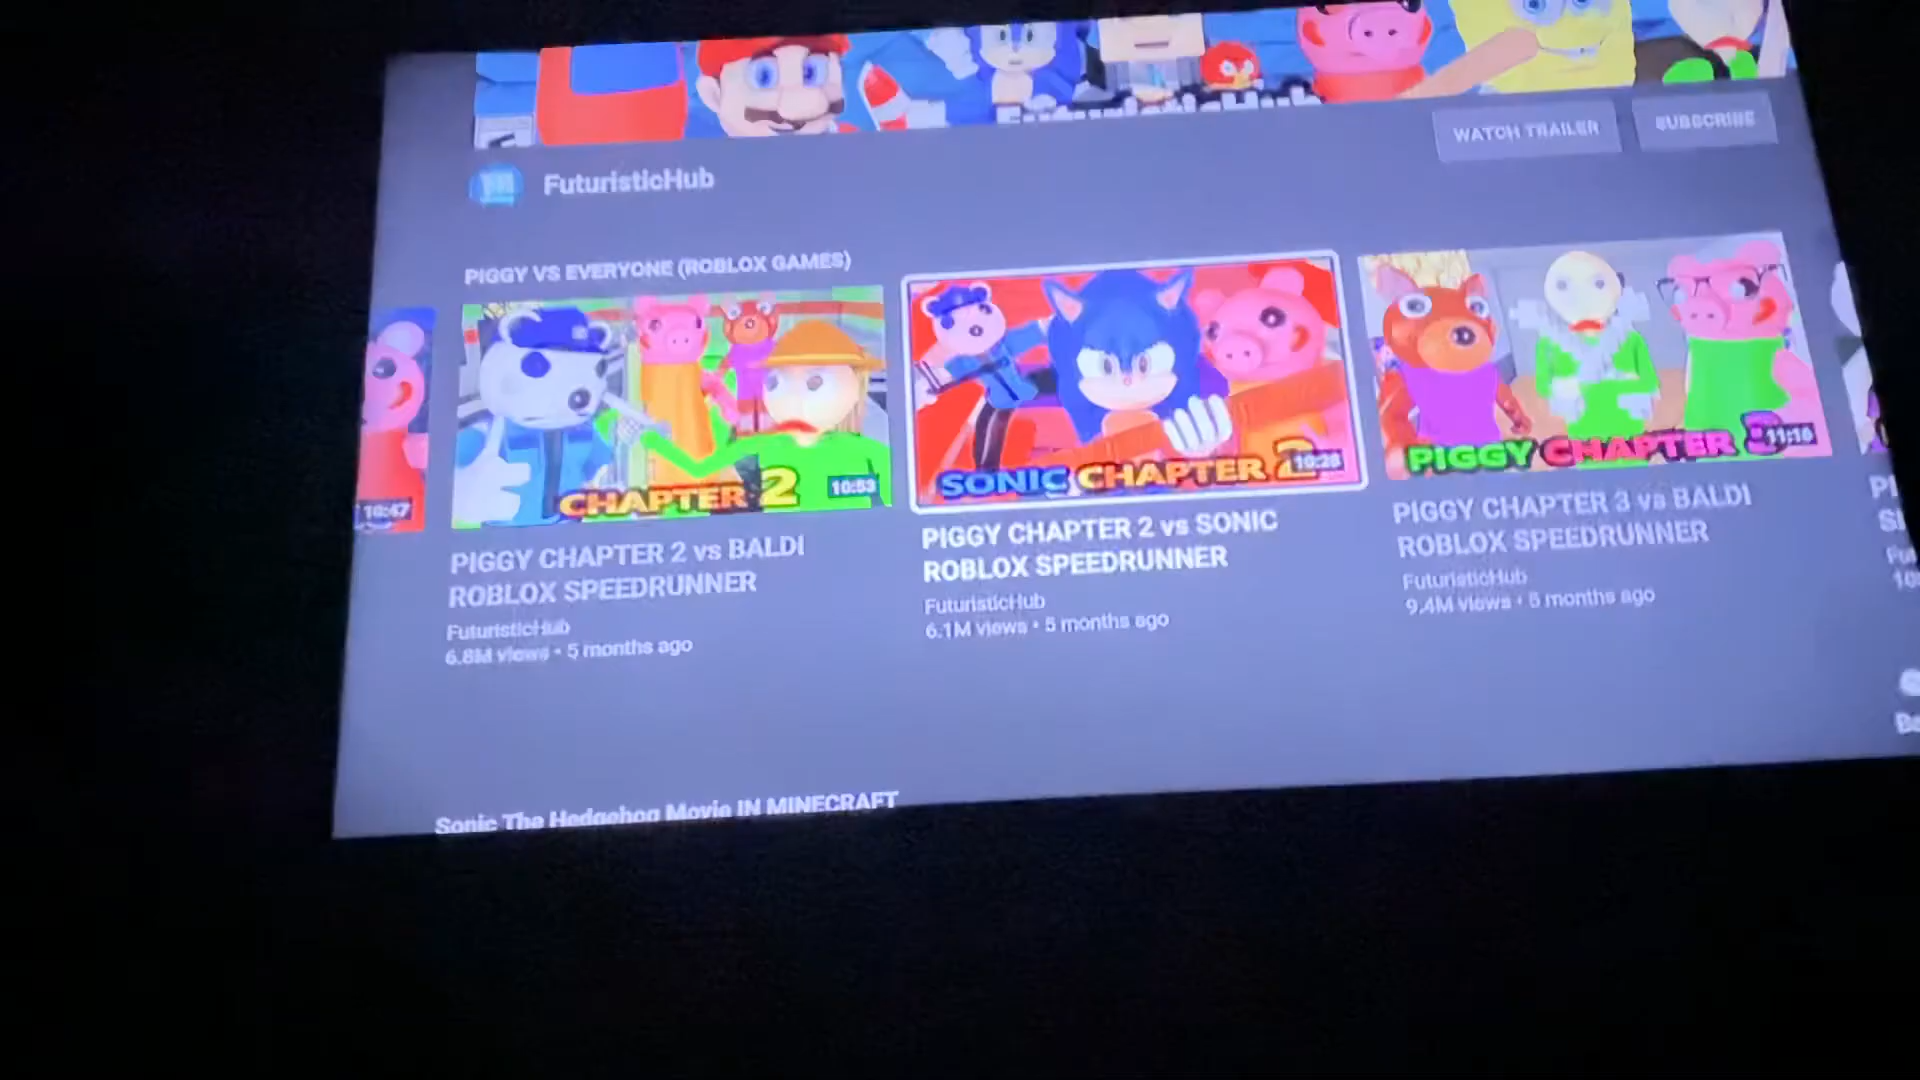 FuturisticHub
WATCH TRAILER
SUBSCRIBE
FuturisticHub
PIGGY VS EVERYONE (ROBLOX GAMES)
10:47
CHAPTER 2
10:53
SONIC CHAPTER 2
10:28
PIGGY CHAPTER 3
11:16
PIGGY CHAPTER 2 vs BALDI
ROBLOX SPEEDRUNNER
FuturisticHub
6.8M views • 5 months ago
PIGGY CHAPTER 2 vs SONIC
ROBLOX SPEEDRUNNER
FuturisticHub
6.1M views • 5 months ago
PIGGY CHAPTER 3 vs BALDI
ROBLOX SPEEDRUNNER
FuturisticHub
9.4M views • 5 months ago
Sonic The Hedgehog Movie IN MINECRAFT